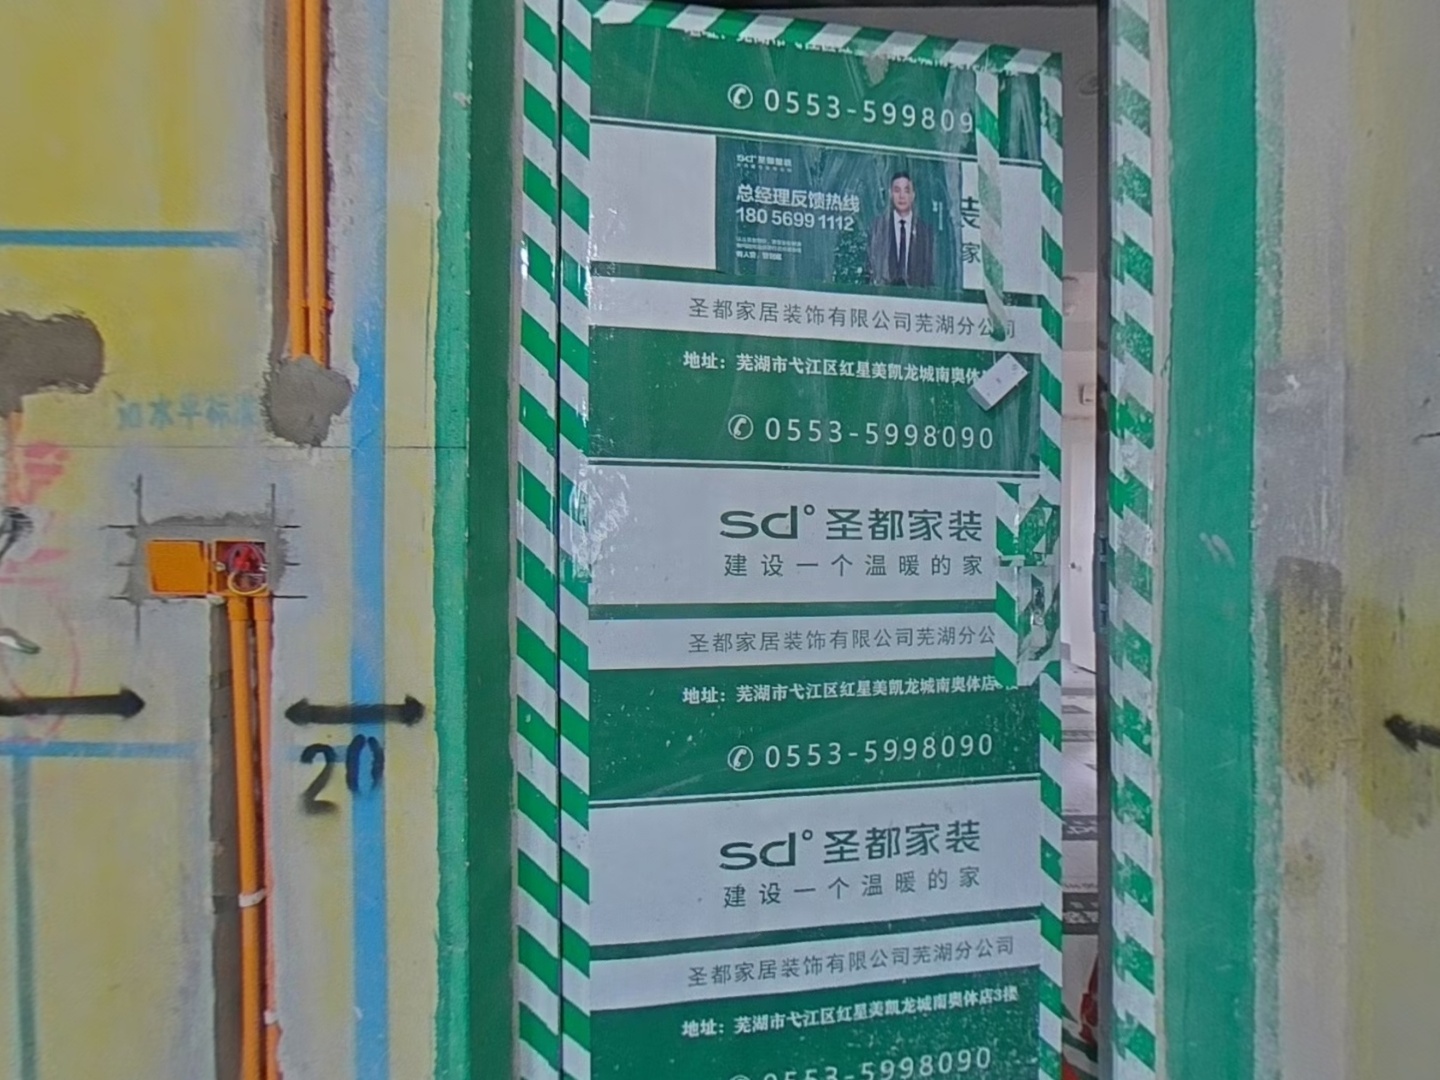 0553-599809
sd°圣都整装
总经理反馈热线
180 5699 1112
装
家
圣都家居装饰有限公司芜湖分公司
地址：芜湖市弋江区红星美凯龙城南奥体
0553-5998090
sd°圣都家装
建设一个温暖的家
圣都家居装饰有限公司芜湖分公
地址：芜湖市弋江区红星美凯龙城南奥体店
0553-5998090
sd°圣都家装
建设一个温暖的家
圣都家居装饰有限公司芜湖分公司
地址：芜湖市弋江区红星美凯龙城南奥体店3楼
0553-5998090
20